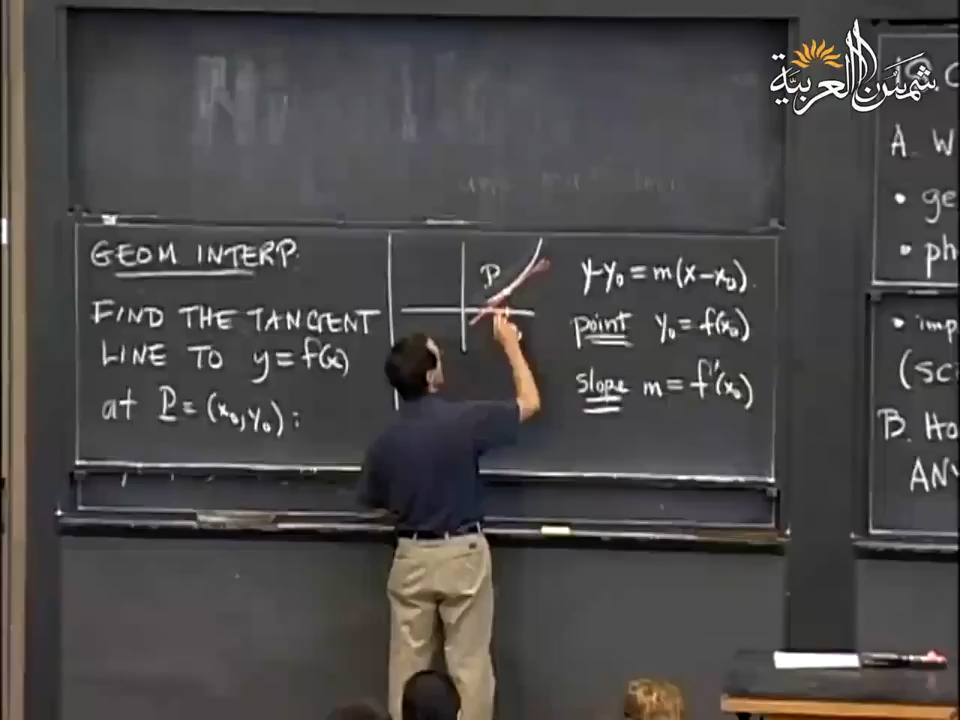 شمس العربية
GEOM INTERP.
FIND THE TANGENT
LINE TO y = f(x)
at P = (x₀, y₀) :
P
y-y₀ = m(x-x₀)
point y₀ = f(x₀)
slope m = f'(x₀)
A. W
• ge
• ph
• imp
(sc
B. Ho
AN